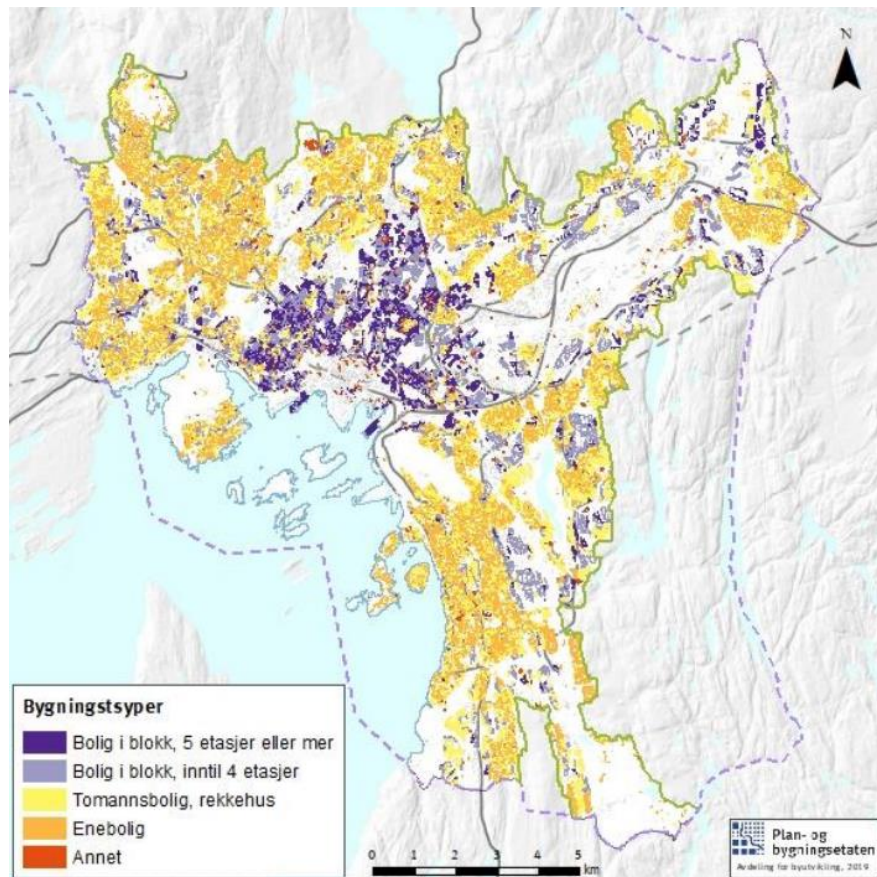 N
Bygningstsyper
Bolig i blokk, 5 etasjer eller mer
Bolig i blokk, inntil 4 etasjer
Tomannsbolig, rekkehus
Enebolig
Annet
0 1 2 3 4 5
km
Plan- og
bygningsetaten
Avdeling for byutvikling, 2019